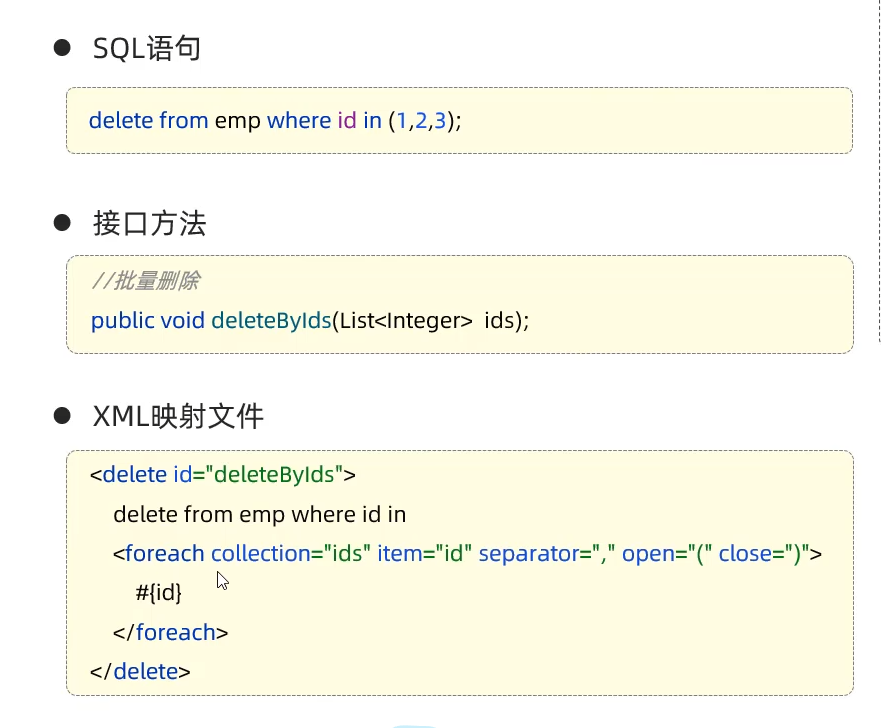 SQL语句
delete from emp where id in (1,2,3);
接口方法
//批量删除
public void deleteByIds(List<Integer> ids);
XML映射文件
<delete id="deleteByIds">
delete from emp where id in
<foreach collection="ids" item="id" separator="," open="(" close=")">
#{id}
</foreach>
</delete>